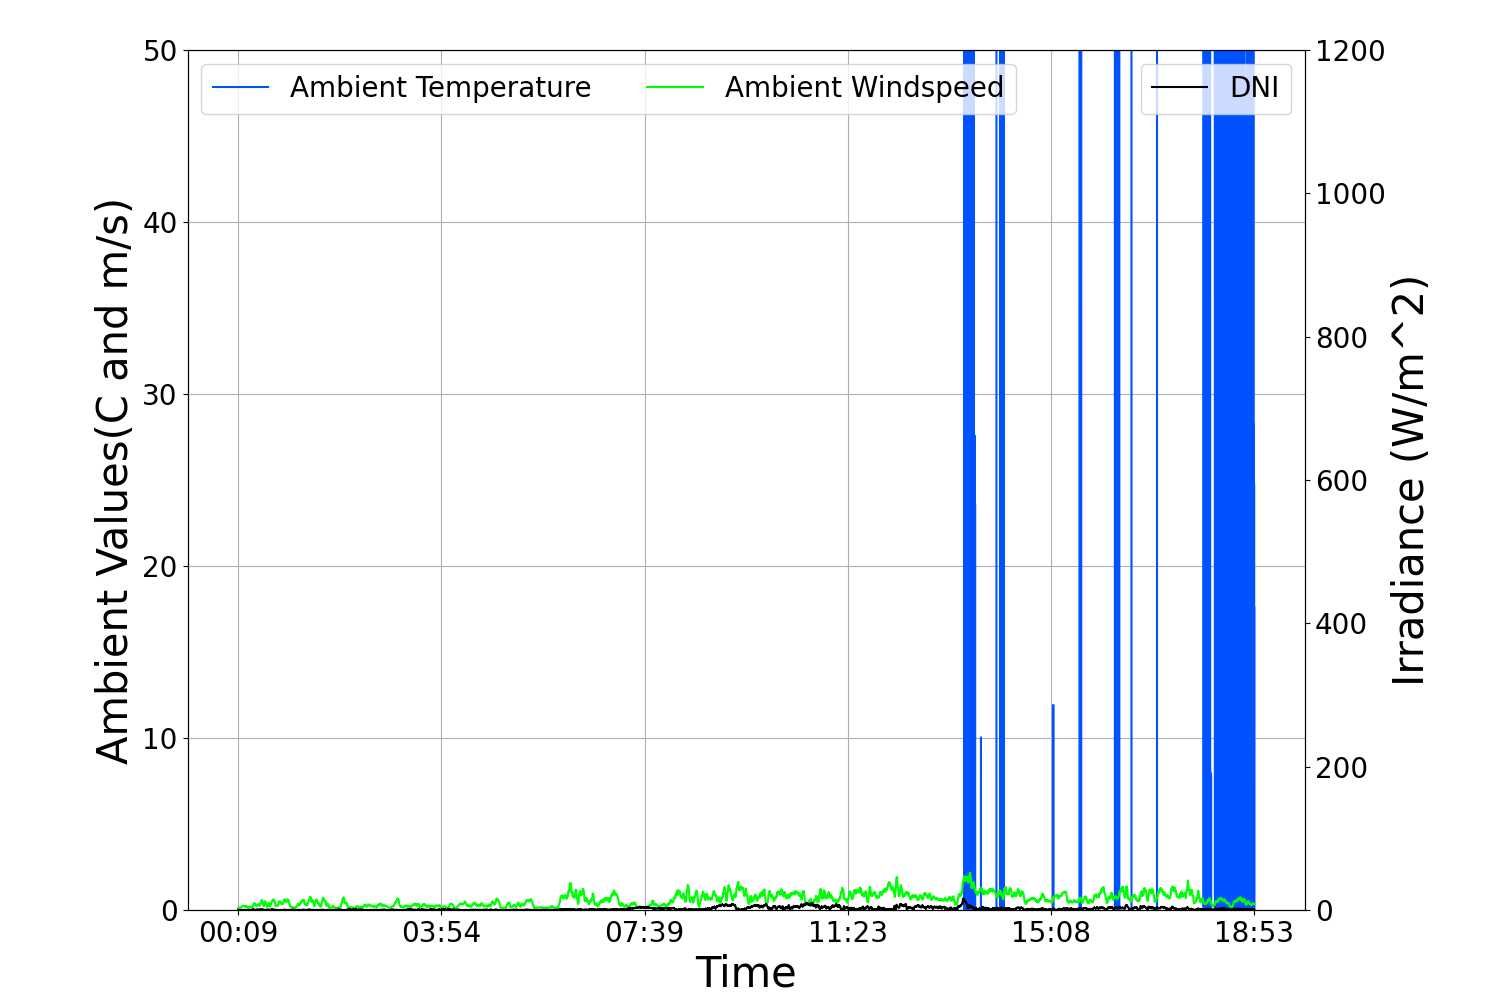 Ambient Temperature
Ambient Windspeed
DNI
Ambient Values(C and m/s)
50
40
30
20
10
0
1200
1000
800
600
400
200
0
Irradiance (W/m^2)
00:09 03:54 07:39 11:23 15:08 18:53
Time